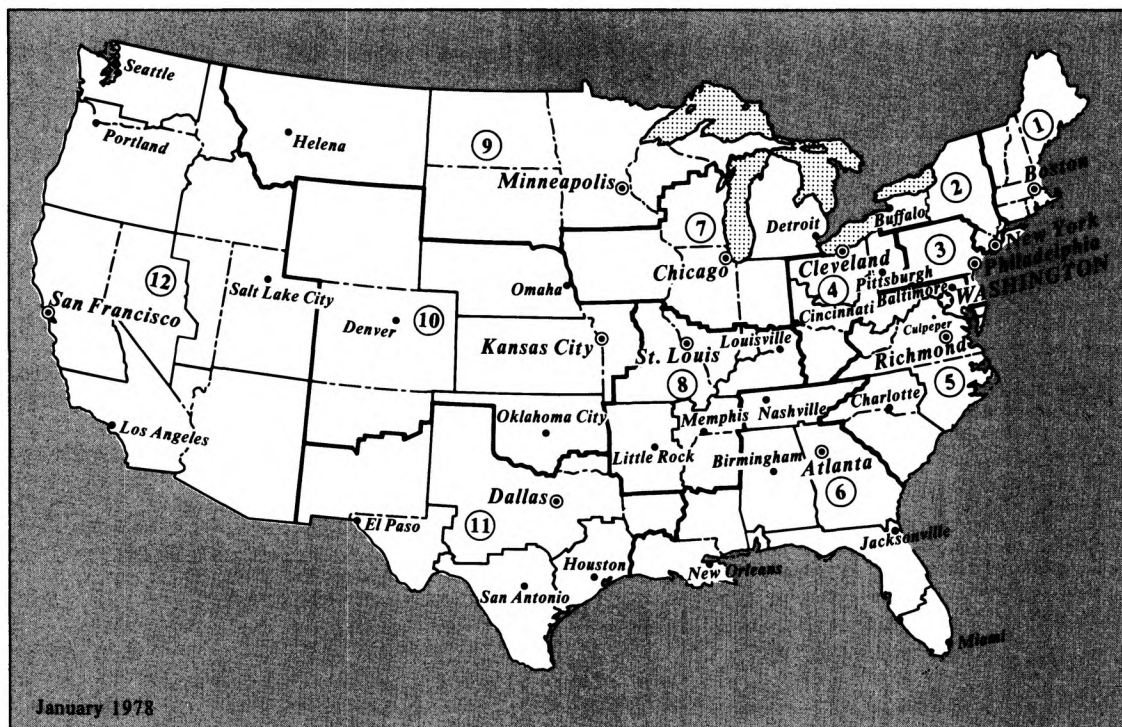 Seattle
Portland
Helena
9
Minneapolis
1
Boston
2
Buffalo
7
Detroit
3
New York
Philadelphia
Cleveland
Pittsburgh
4
Chicago
WASHINGTON
Baltimore
Cincinnati
12
San Francisco
Salt Lake City
Omaha
Denver
10
Kansas City
St. Louis
Louisville
Culpeper
Richmond
8
5
Charlotte
Los Angeles
Oklahoma City
Memphis
Nashville
Little Rock
Birmingham
Atlanta
6
Dallas
El Paso
11
Jacksonville
Houston
New Orleans
San Antonio
Miami
January 1978